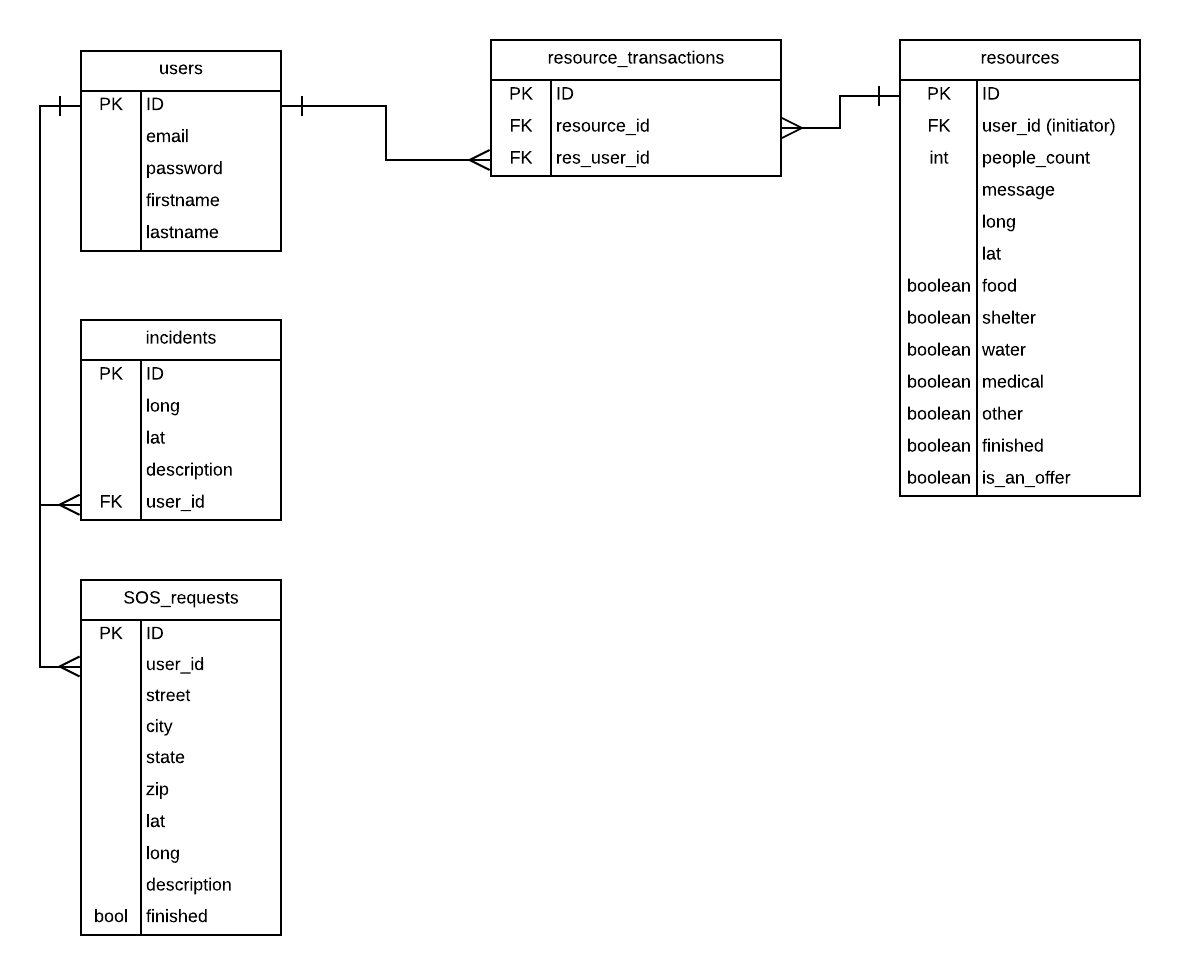 users
PK ID
email
password
firstname
lastname
incidents
PK ID
long
lat
description
FK user_id
SOS_requests
PK ID
user_id
street
city
state
zip
lat
long
description
bool finished
resource_transactions
PK ID
FK resource_id
FK res_user_id
resources
PK ID
FK user_id (initiator)
int people_count
message
long
lat
boolean food
boolean shelter
boolean water
boolean medical
boolean other
boolean finished
boolean is_an_offer